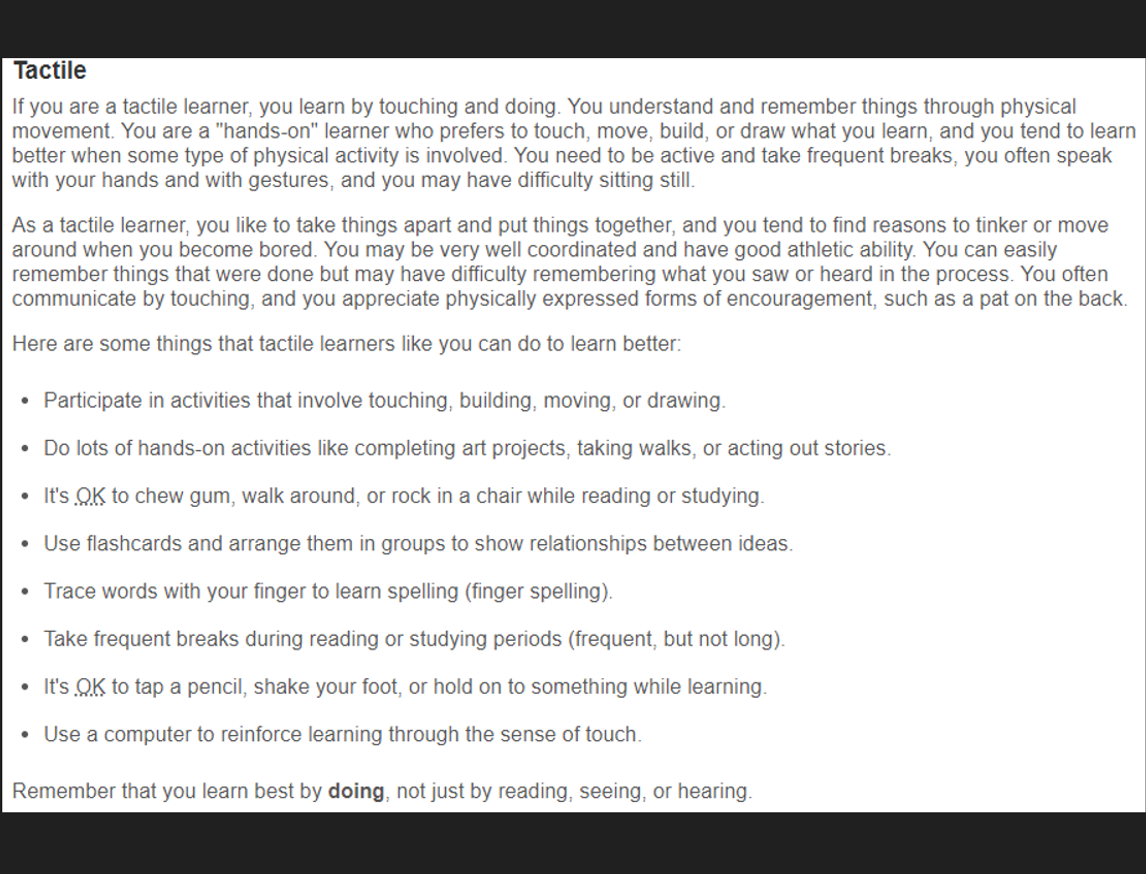 Tactile
If you are a tactile learner, you learn by touching and doing. You understand and remember things through physical
movement. You are a "hands-on" learner who prefers to touch, move, build, or draw what you learn, and you tend to learn
better when some type of physical activity is involved. You need to be active and take frequent breaks, you often speak
with your hands and with gestures, and you may have difficulty sitting still.
As a tactile learner, you like to take things apart and put things together, and you tend to find reasons to tinker or move
around when you become bored. You may be very well coordinated and have good athletic ability. You can easily
remember things that were done but may have difficulty remembering what you saw or heard in the process. You often
communicate by touching, and you appreciate physically expressed forms of encouragement, such as a pat on the back.
Here are some things that tactile learners like you can do to learn better:
• Participate in activities that involve touching, building, moving, or drawing.
• Do lots of hands-on activities like completing art projects, taking walks, or acting out stories.
• It's OK to chew gum, walk around, or rock in a chair while reading or studying.
• Use flashcards and arrange them in groups to show relationships between ideas.
• Trace words with your finger to learn spelling (finger spelling).
• Take frequent breaks during reading or studying periods (frequent, but not long).
• It's OK to tap a pencil, shake your foot, or hold on to something while learning.
• Use a computer to reinforce learning through the sense of touch.
Remember that you learn best by doing, not just by reading, seeing, or hearing.